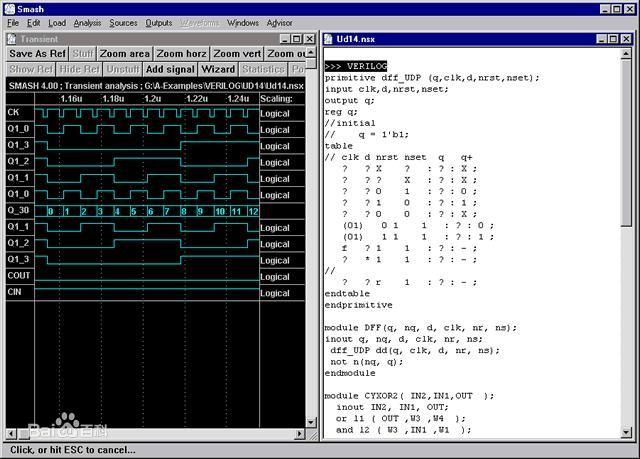 Smash
File Edit Load Analysis Sources Outputs Waveforms Windows Advisor
Transient
Save As Ref Stuff Zoom area Zoom horz Zoom vert Zoom ou
Show Ref Hide Ref Unstuff Add signal Wizard Statistics Po
SMASH 4.00 ; Transient analysis ; G:\A-Examples\VERILOG\UD14\Ud14.nsx
1.16u 1.18u 1.2u 1.22u 1.24u Scaling:
CK Logical
Q1_0 Logical
Q1_3 Logical
Q1_2 Logical
Q1_1 Logical
Q1_0 Logical
Q_30 0 1 2 3 4 5 6 7 8 9 10 11 12 Logical
Q1_1 Logical
Q1_2 Logical
Q1_3 Logical
COUT Logical
CIN Logical
Bai 百科
Click, or hit ESC to cancel...
Ud14.nsx
>>> VERILOG
primitive dff_UDP (q,clk,d,nrst,nset);
input clk,d,nrst,nset;
output q;
reg q;
//initial
// q = 1'b1;
table
// clk d nrst nset q q+
? ? X ? : ? : X ;
? ? ? X : ? : X ;
? ? 0 1 : ? : 0 ;
? ? 1 0 : ? : 1 ;
? ? 0 0 : ? : X ;
(01) 0 1 1 : ? : 0 ;
(01) 1 1 1 : ? : 1 ;
f ? 1 1 : ? : - ;
? * 1 1 : ? : - ;
//
? ? r 1 : ? : - ;
endtable
endprimitive
module DFF(q, nq, d, clk, nr, ns);
inout q, nq, d, clk, nr, ns;
dff_UDP dd(q, clk, d, nr, ns);
not n(nq, q);
endmodule
module CYXOR2( IN2,IN1,OUT );
inout IN2, IN1, OUT;
or l1 ( OUT ,W3 ,W4 );
and l2 ( W3 ,IN1 ,W1 );